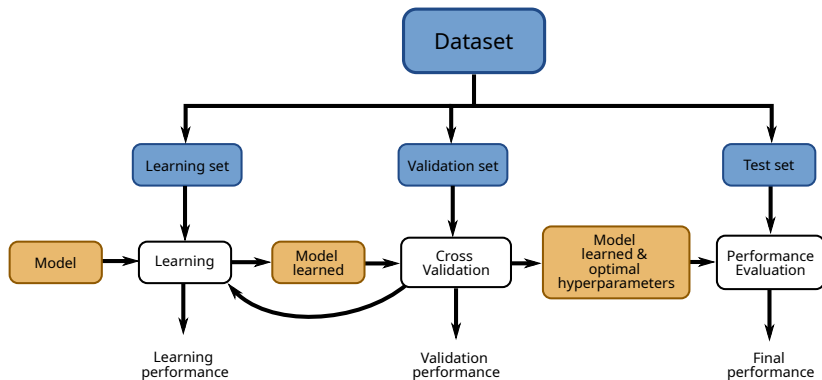 Dataset
Learning set
Validation set
Test set
Model
Learning
Model
learned
Cross
Validation
Model
learned &
optimal
hyperparameters
Performance
Evaluation
Learning
performance
Validation
performance
Final
performance